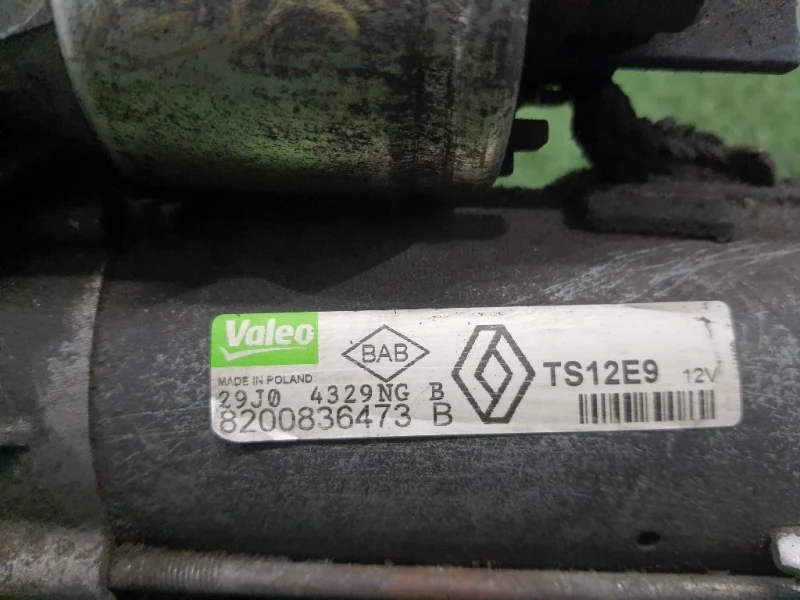 Valeo
BAB
TS12E9 12V
MADE IN POLAND
29J0 4329NG B
8200836473 B